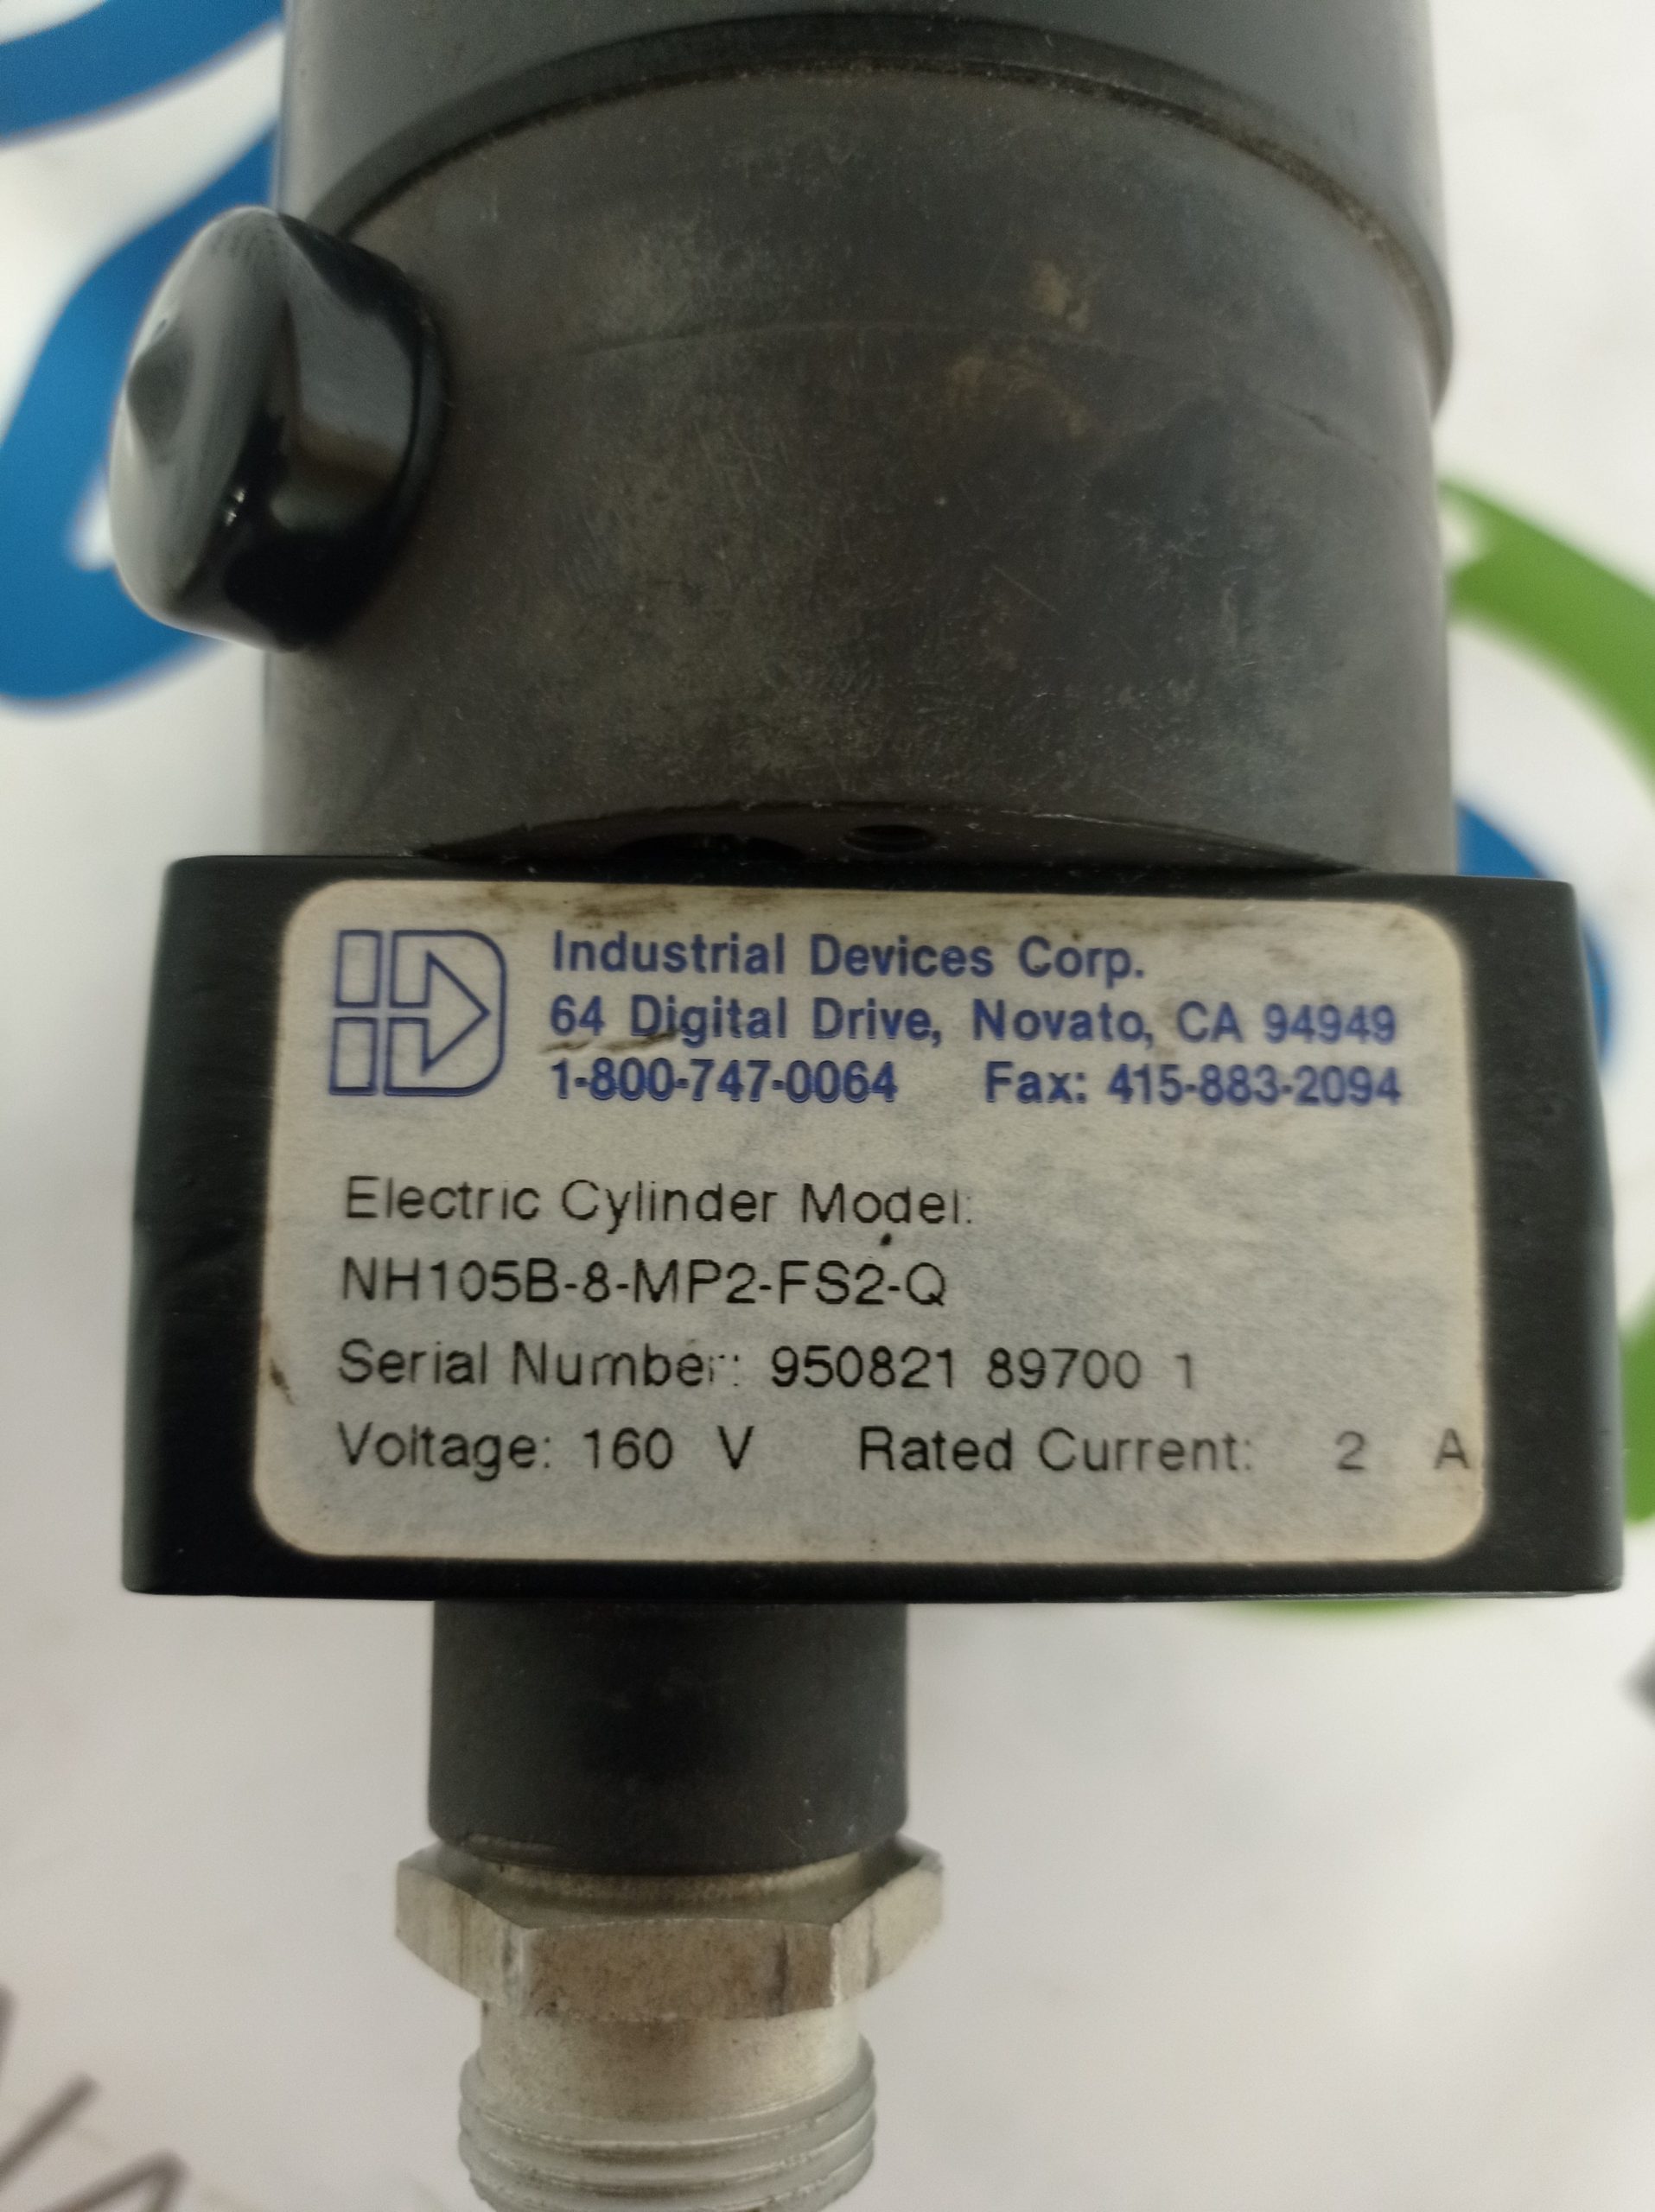 ID
Industrial Devices Corp.
64 Digital Drive, Novato, CA 94949
1-800-747-0064 Fax: 415-883-2094
Electric Cylinder Model:
NH105B-8-MP2-FS2-Q
Serial Number: 950821 89700 1
Voltage: 160 V Rated Current: 2 A